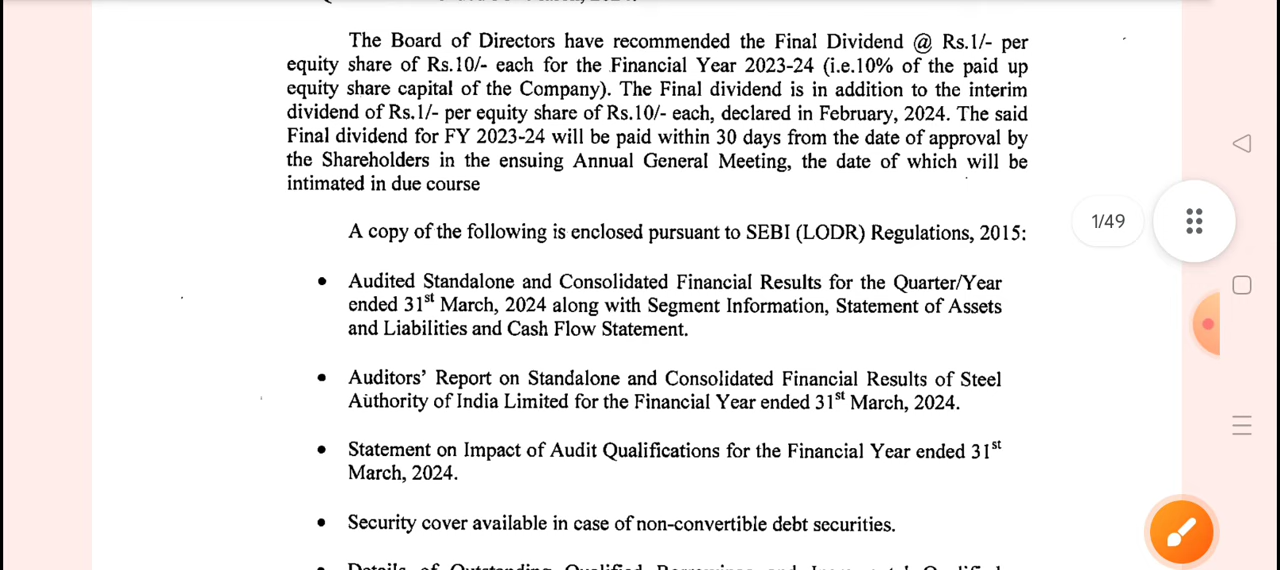 The Board of Directors have recommended the Final Dividend @ Rs.1/- per
equity share of Rs.10/- each for the Financial Year 2023-24 (i.e.10% of the paid up
equity share capital of the Company). The Final dividend is in addition to the interim
dividend of Rs.1/- per equity share of Rs.10/- each, declared in February, 2024. The said
Final dividend for FY 2023-24 will be paid within 30 days from the date of approval by
the Shareholders in the ensuing Annual General Meeting, the date of which will be
intimated in due course
1/49
A copy of the following is enclosed pursuant to SEBI (LODR) Regulations, 2015:
• Audited Standalone and Consolidated Financial Results for the Quarter/Year
ended 31st March, 2024 along with Segment Information, Statement of Assets
and Liabilities and Cash Flow Statement.
• Auditors' Report on Standalone and Consolidated Financial Results of Steel
Authority of India Limited for the Financial Year ended 31st March, 2024.
• Statement on Impact of Audit Qualifications for the Financial Year ended 31st
March, 2024.
• Security cover available in case of non-convertible debt securities.